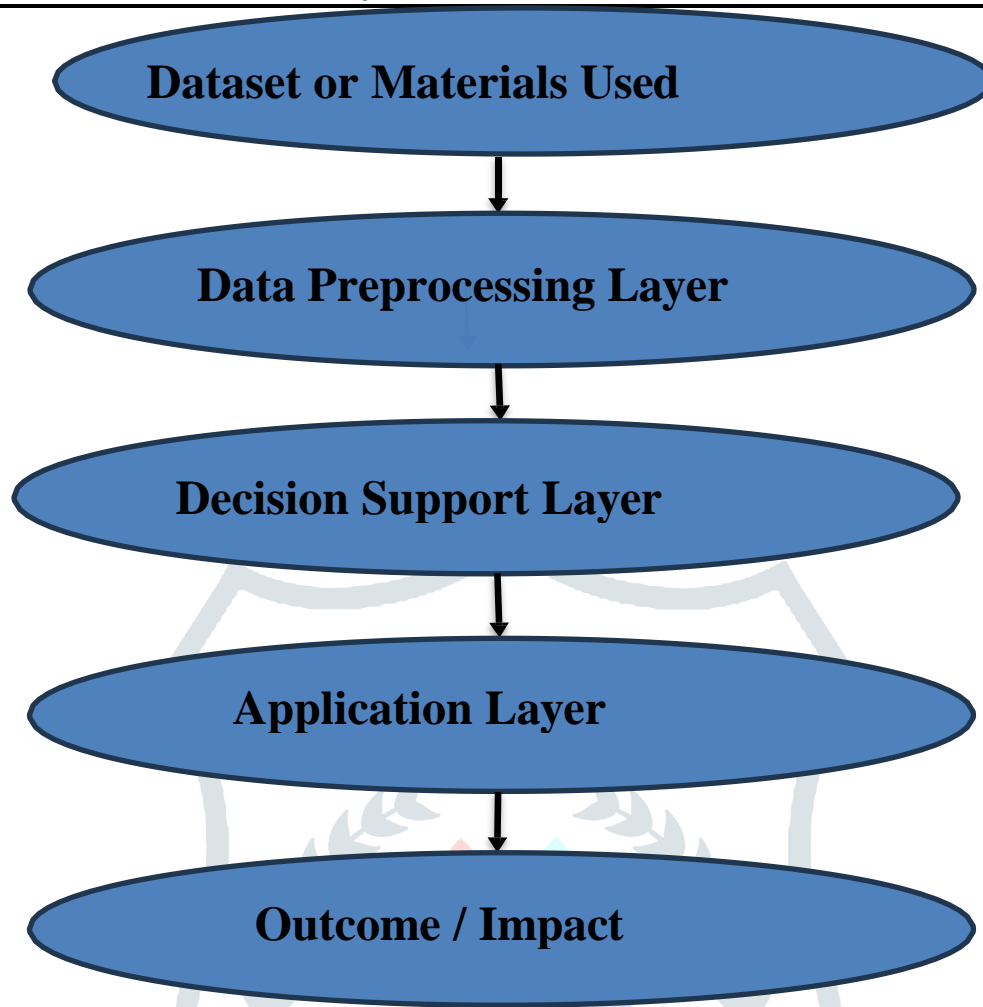 Dataset or Materials Used
Data Preprocessing Layer
Decision Support Layer
Application Layer
Outcome / Impact